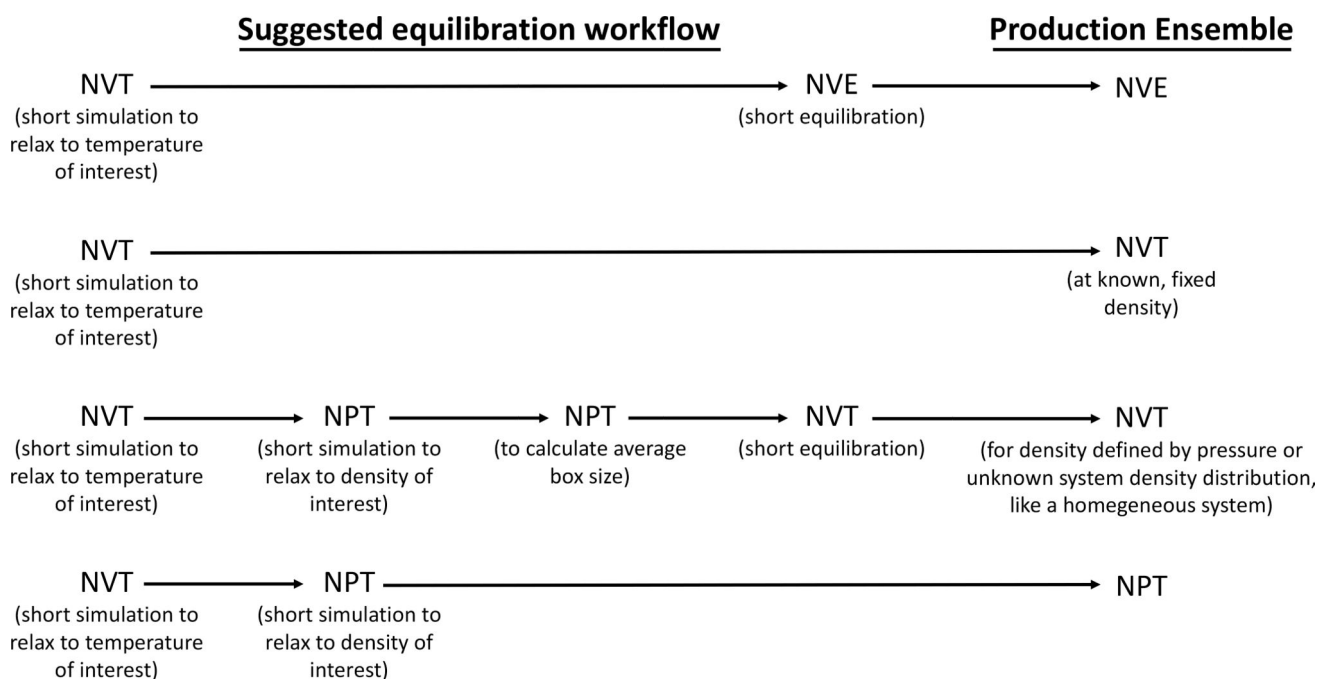 Suggested equilibration workflow
Production Ensemble
NVT
(short simulation to
relax to temperature
of interest)
NVE
(short equilibration)
NVE
NVT
(short simulation to
relax to temperature
of interest)
NVT
(at known, fixed
density)
NVT
(short simulation to
relax to temperature
of interest)
NPT
(short simulation to
relax to density of
interest)
NPT
(to calculate average
box size)
NVT
(short equilibration)
NVT
(for density defined by pressure or
unknown system density distribution,
like a homegeneous system)
NVT
(short simulation to
relax to temperature
of interest)
NPT
(short simulation to
relax to density of
interest)
NPT